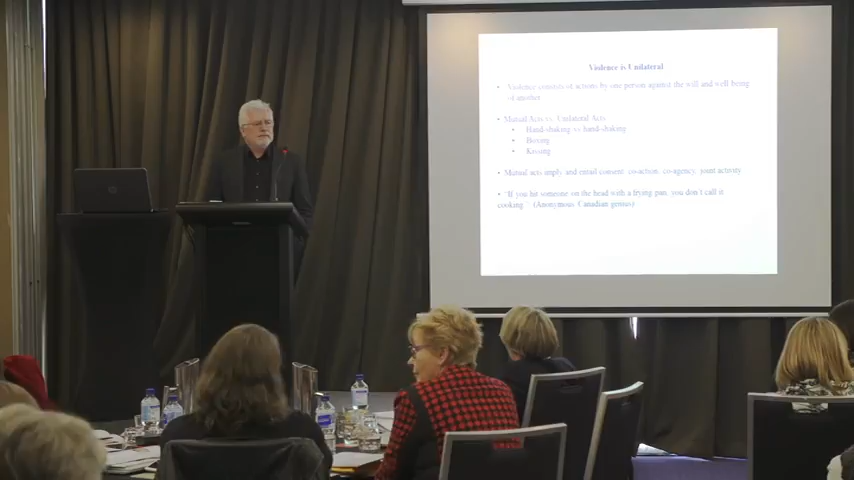 Violence is Unilateral
• Violence consists of actions by one person against the will and well being
of another
• Mutual Acts vs. Unilateral Acts
• Hand-shaking vs hand-shaking
• Boxing
• Kissing
• Mutual acts imply and entail consent: co-action, co-agency, joint activity
• "If you hit someone on the head with a frying pan, you don't call it
cooking" (Anonymous Canadian genius)